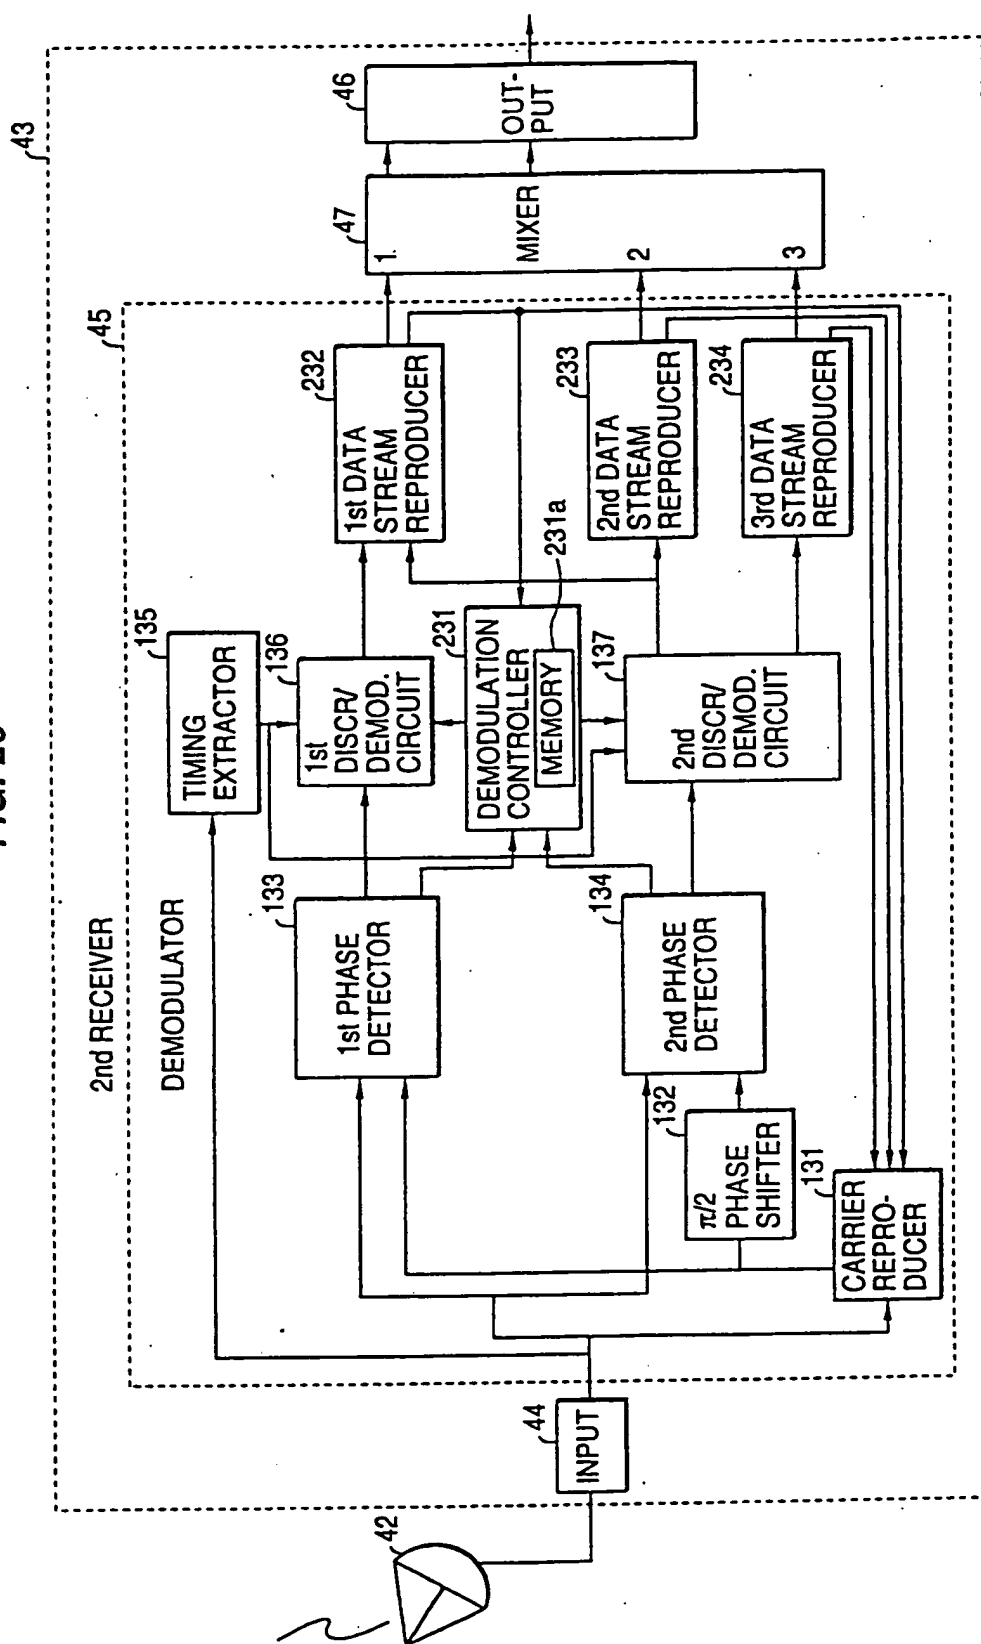 43
2nd RECEIVER
45
DEMODULATOR
42
44
INPUT
135
TIMING
EXTRACTOR
133
1st PHASE
DETECTOR
136
1st
DISCR/
DEMOD.
CIRCUIT
232
1st DATA
STREAM
REPRODUCER
47
1
MIXER
2
3
46
OUT-
PUT
231
DEMODULATION
CONTROLLER
MEMORY
231a
134
2nd PHASE
DETECTOR
137
2nd
DISCR/
DEMOD.
CIRCUIT
233
2nd DATA
STREAM
REPRODUCER
234
3rd DATA
STREAM
REPRODUCER
132
π/2
PHASE
SHIFTER
131
CARRIER
REPRO-
DUCER